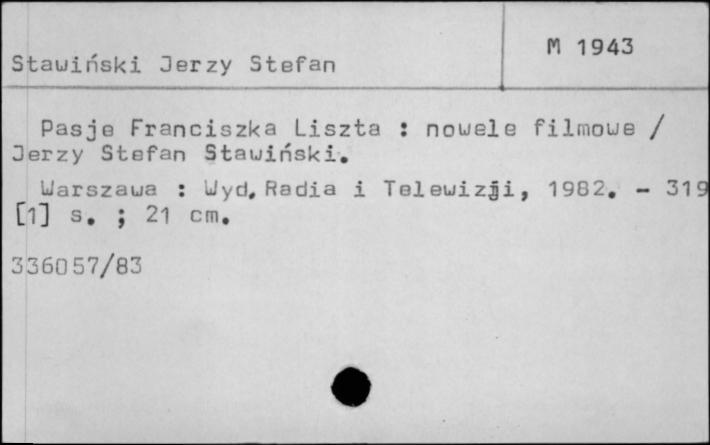 Stawiński Jerzy Stefan
M 1943
Pasje Franciszka Liszta : nowele filmowe /
Jerzy Stefan Stawiński.
Warszawa : Wyd. Radia i Telewizji, 1982. - 319
[1] s. ; 21 cm.
336057/83